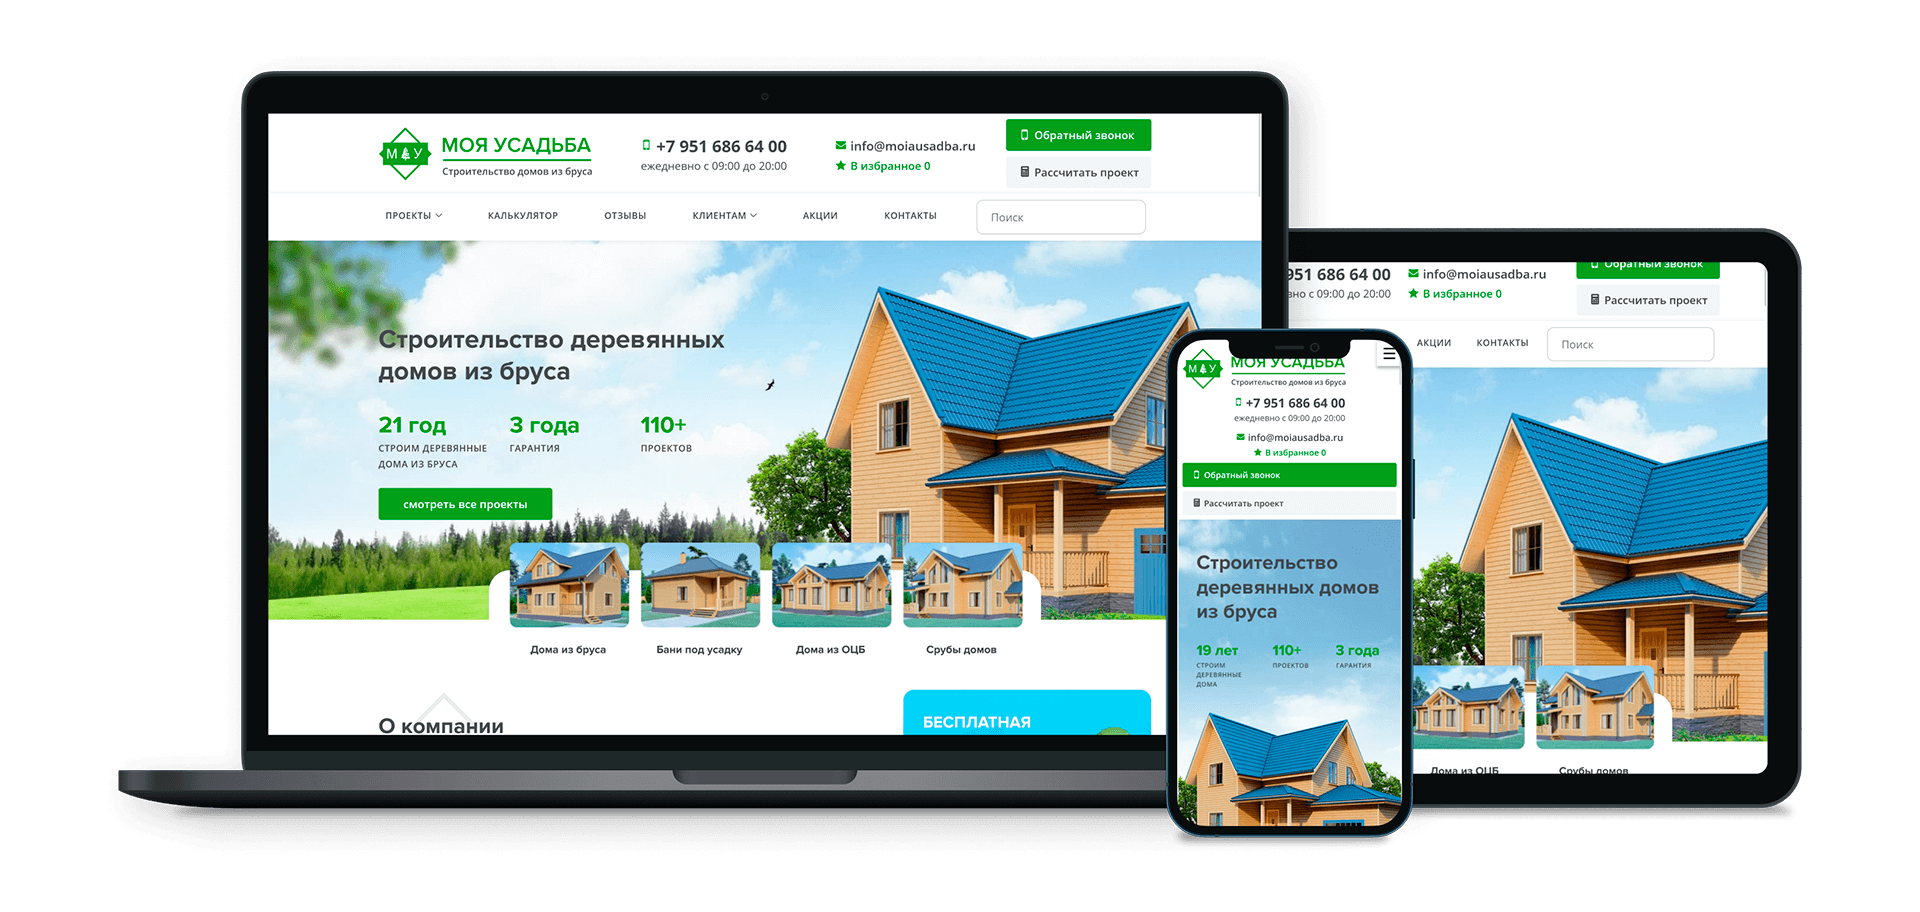 М У
МОЯ УСАДЬБА
Строительство домов из бруса
+7 951 686 64 00
ежедневно с 09:00 до 20:00
info@moiausadba.ru
В избранное 0
Обратный звонок
Рассчитать проект
ПРОЕКТЫ
КАЛЬКУЛЯТОР
ОТЗЫВЫ
КЛИЕНТАМ
АКЦИИ
КОНТАКТЫ
Поиск
Строительство деревянных
домов из бруса
21 год
СТРОИМ ДЕРЕВЯННЫЕ
ДОМА ИЗ БРУСА
3 года
ГАРАНТИЯ
110+
ПРОЕКТОВ
смотреть все проекты
Дома из бруса
Бани под усадку
Дома из ОЦБ
Срубы домов
О компании
БЕСПЛАТНАЯ
М У
МОЯ УСАДЬБА
Строительство домов из бруса
+7 951 686 64 00
ежедневно с 09:00 до 20:00
info@moiausadba.ru
В избранное 0
Обратный звонок
Рассчитать проект
Строительство
деревянных домов
из бруса
19 лет
СТРОИМ
ДЕРЕВЯННЫЕ
ДОМА
110+
ПРОЕКТОВ
3 года
ГАРАНТИЯ
951 686 64 00
вно с 09:00 до 20:00
info@moiausadba.ru
В избранное 0
Обратный звонок
Рассчитать проект
АКЦИИ
КОНТАКТЫ
Поиск
Дома из ОЦБ
Срубы домов